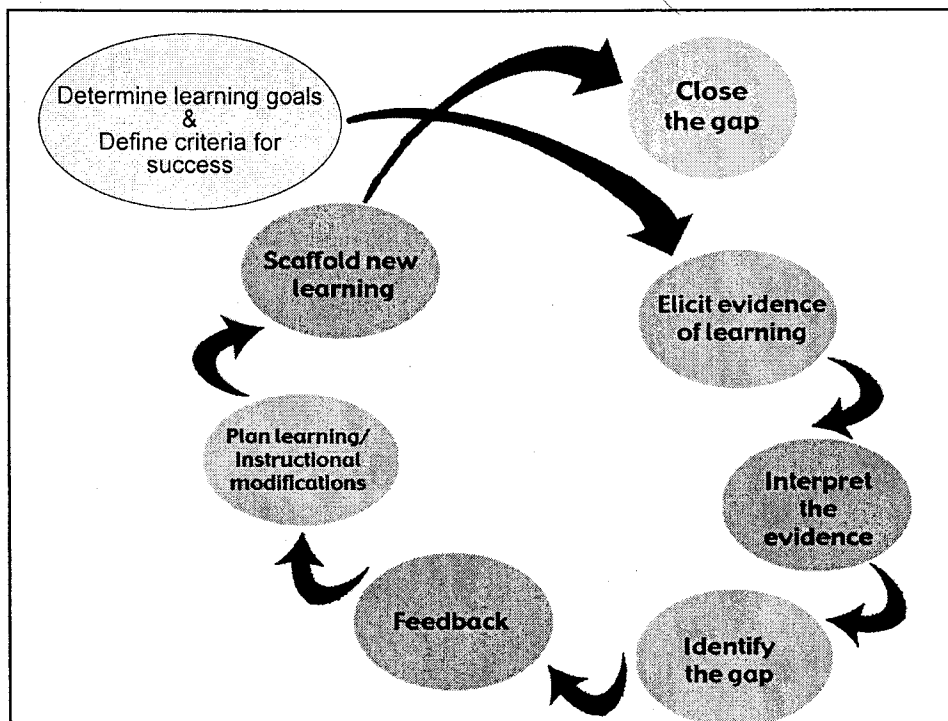 Determine learning goals
&
Define criteria for
success
Close
the gap
Scaffold new
learning
Elicit evidence
of learning
Plan learning/
Instructional
modifications
Interpret
the
evidence
Feedback
Identify
the gap